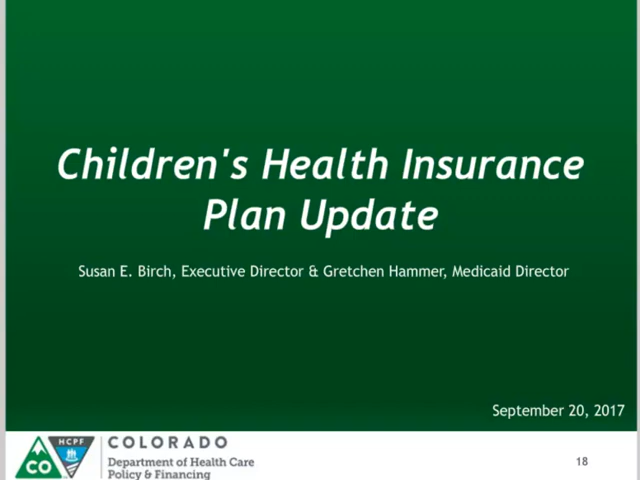 Children's Health Insurance
Plan Update
Susan E. Birch, Executive Director & Gretchen Hammer, Medicaid Director
September 20, 2017
CO
HCPF
COLORADO
Department of Health Care
Policy & Financing
18